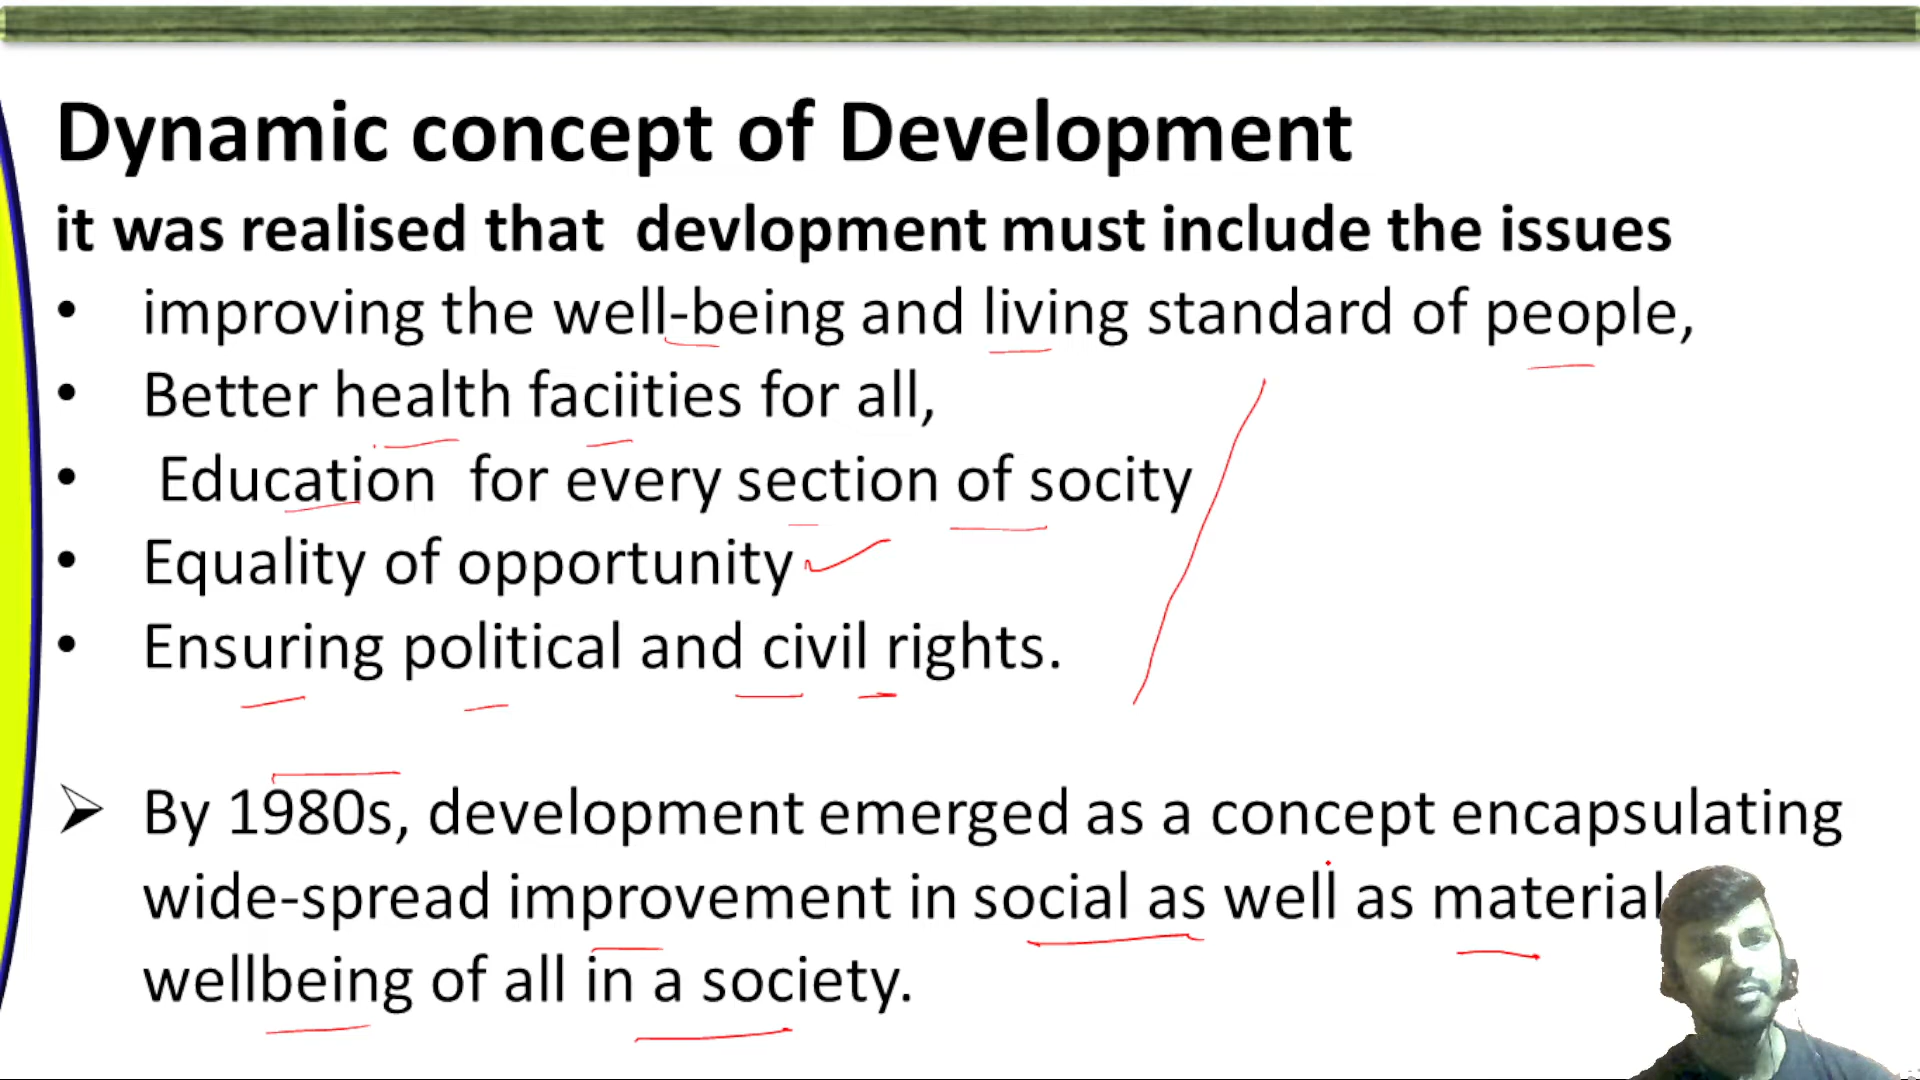 Dynamic concept of Development
it was realised that devlopment must include the issues
• improving the well-being and living standard of people,
• Better health faciities for all,
• Education for every section of socity
• Equality of opportunity
• Ensuring political and civil rights.
➢ By 1980s, development emerged as a concept encapsulating
wide-spread improvement in social as well as material
wellbeing of all in a society.